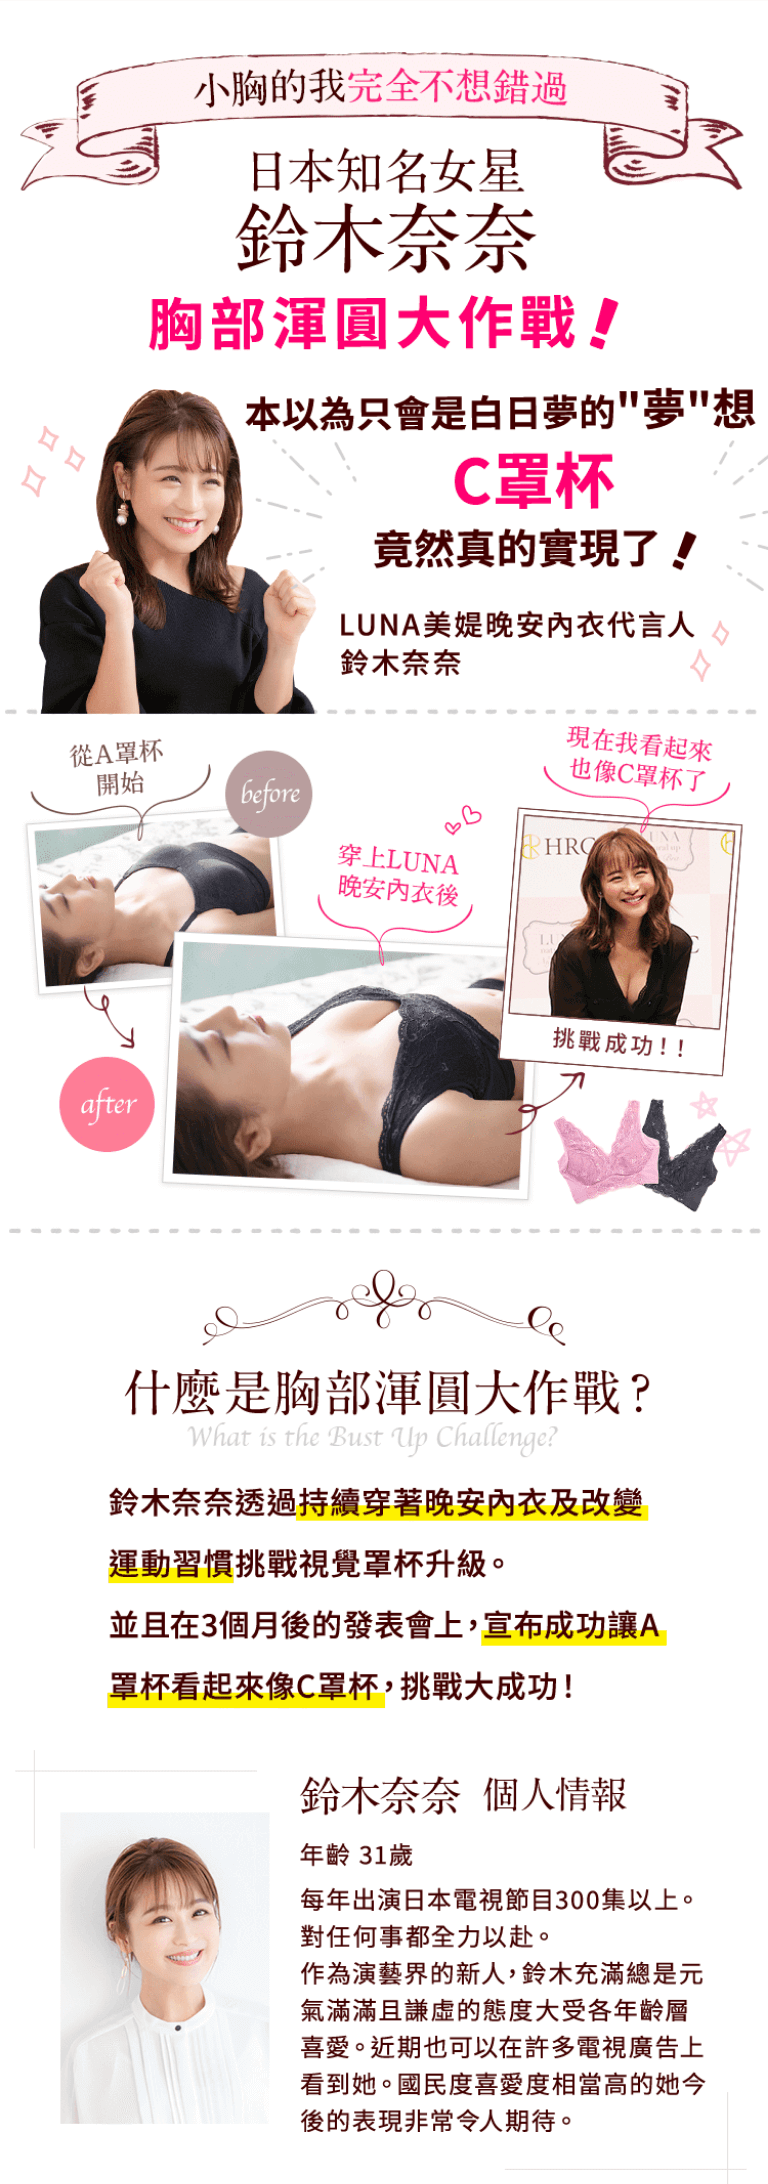 小胸的我完全不想錯過
日本知名女星
鈴木奈奈
胸部渾圓大作戰!
本以為只會是白日夢的"夢"想
C罩杯
竟然真的實現了!
LUNA美媞晚安內衣代言人
鈴木奈奈
從A罩杯
開始
before
現在我看起來
也像C罩杯了
穿上LUNA
晚安內衣後
HRC
挑戰成功!!
after
什麼是胸部渾圓大作戰?
What is the Bust Up Challenge?
鈴木奈奈透過持續穿著晚安內衣及改變
運動習慣挑戰視覺罩杯升級。
並且在3個月後的發表會上,宣布成功讓A
罩杯看起來像C罩杯,挑戰大成功!
鈴木奈奈 個人情報
年齡 31歲
每年出演日本電視節目300集以上。
對任何事都全力以赴。
作為演藝界的新人,鈴木充滿總是元
氣滿滿且謙虛的態度大受各年齡層
喜愛。近期也可以在許多電視廣告上
看到她。國民度喜愛度相當高的她今
後的表現非常令人期待。